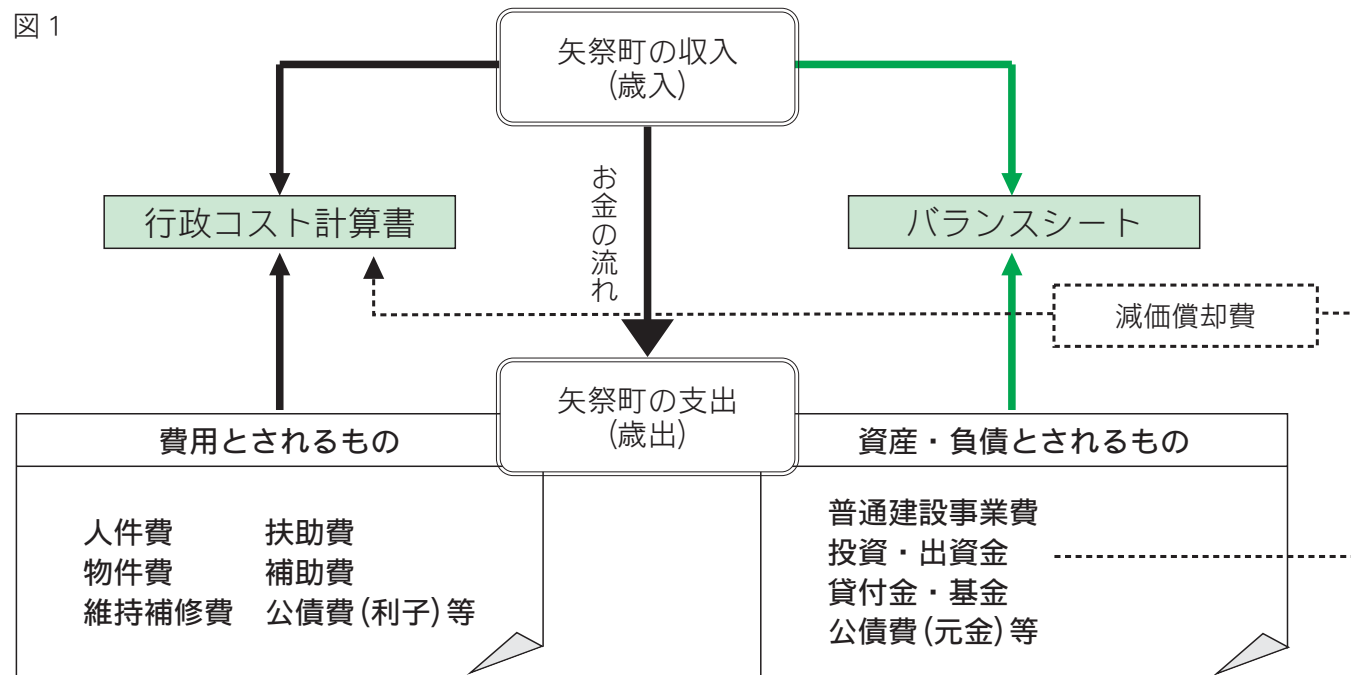 図1
矢祭町の収入
(歳入)
お金の流れ
行政コスト計算書
バランスシート
減価償却費
矢祭町の支出
(歳出)
費用とされるもの
資産・負債とされるもの
人件費 扶助費
物件費 補助費
維持補修費 公債費(利子)等
普通建設事業費
投資・出資金
貸付金・基金
公債費(元金)等